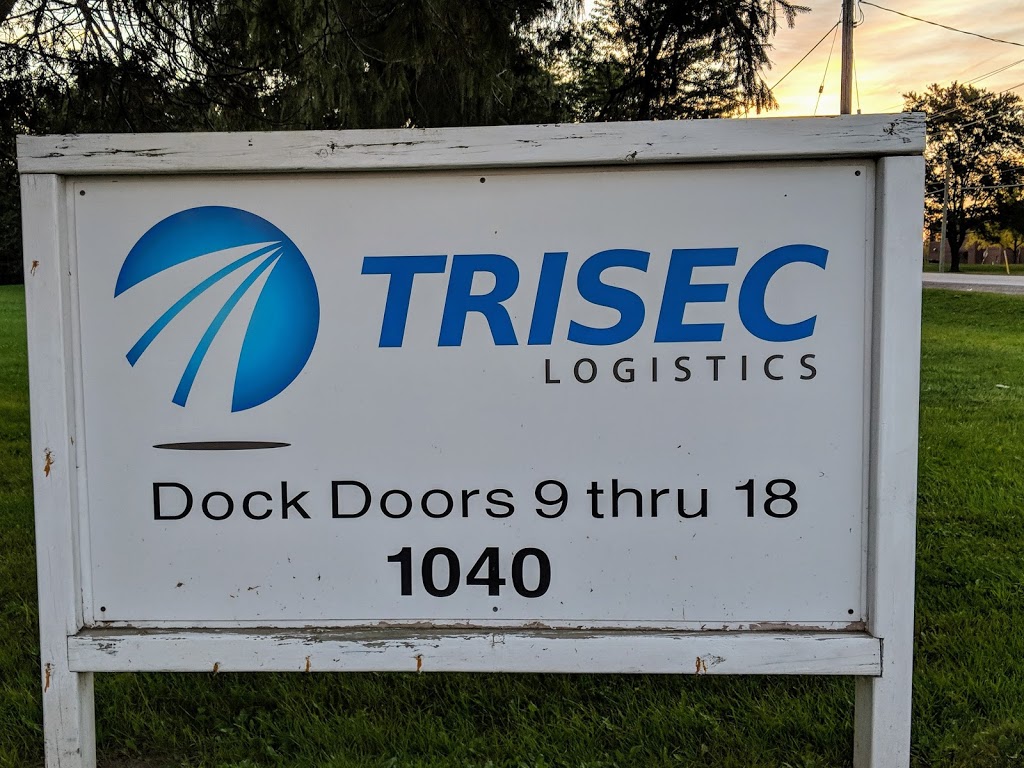 TRISEC
LOGISTICS
Dock Doors 9 thru 18
1040